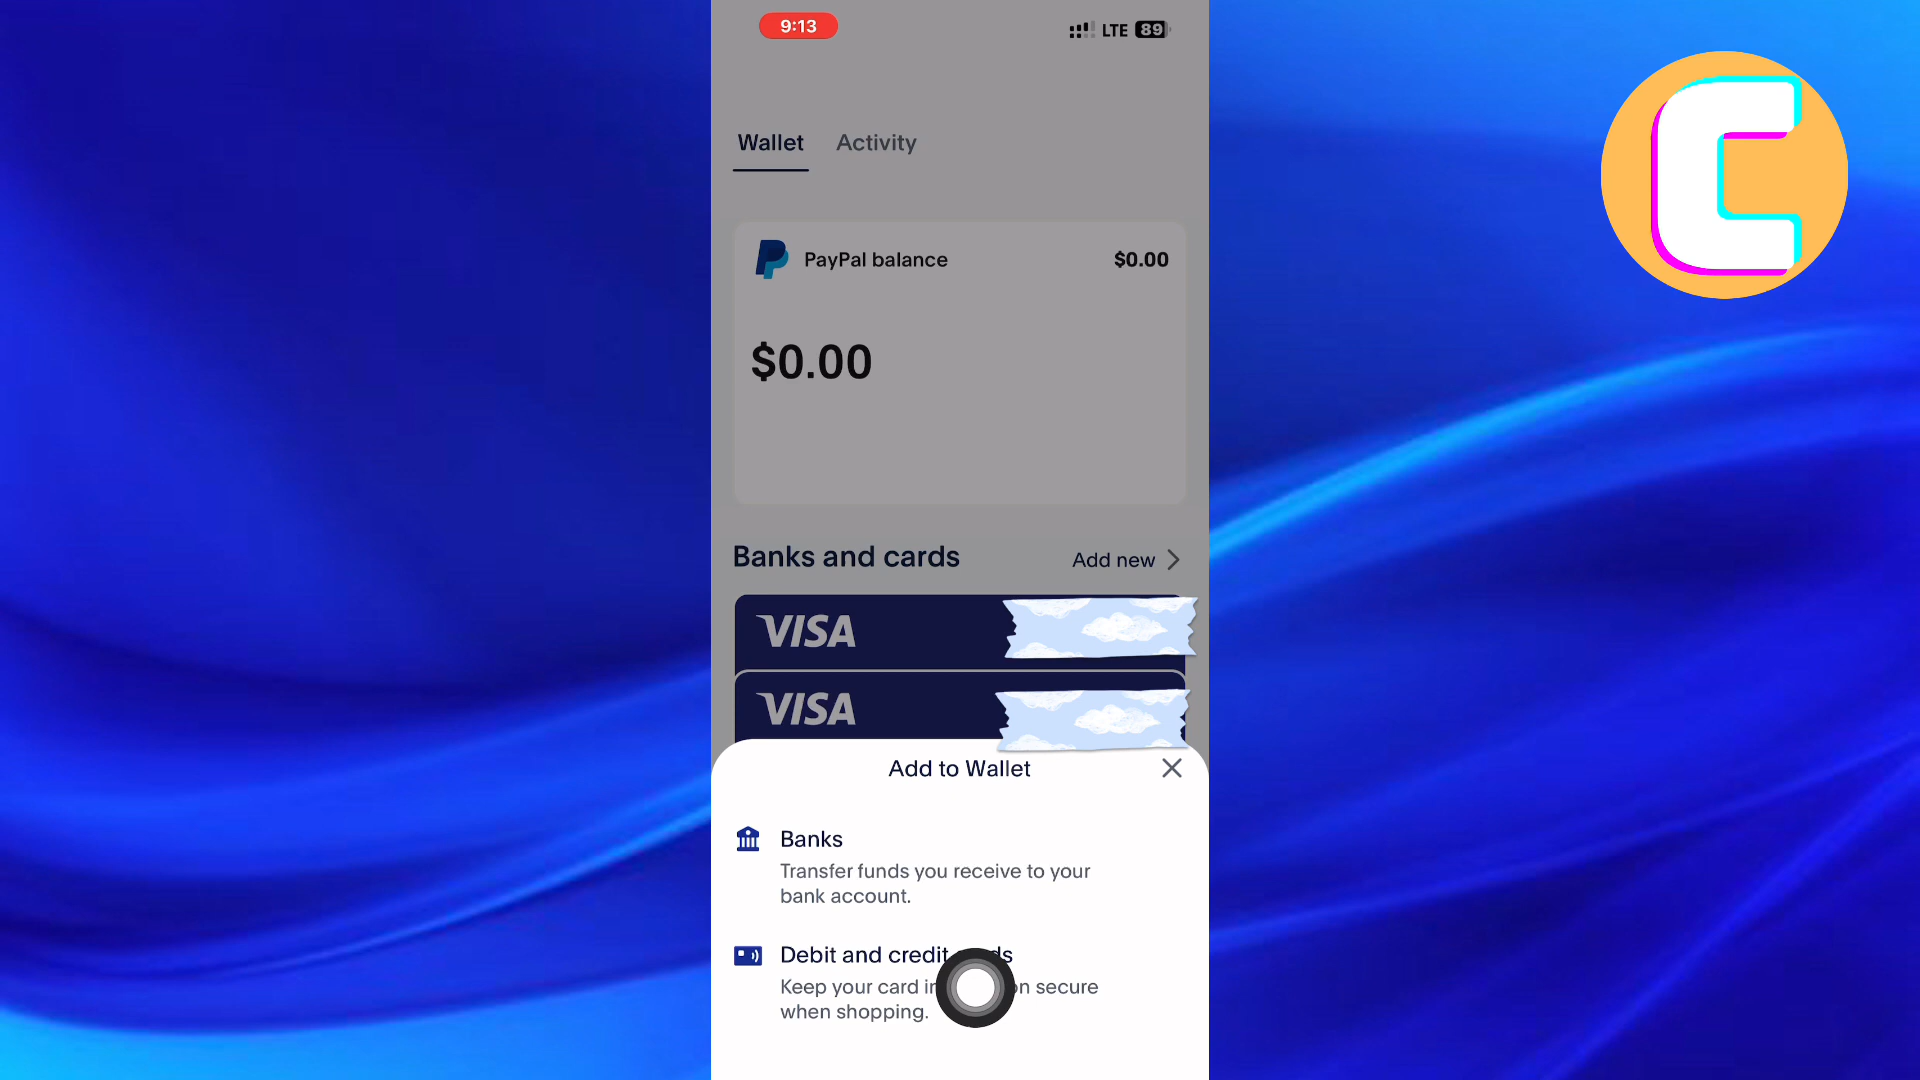 9:13
LTE 89
Wallet Activity
PayPal balance $0.00
$0.00
Banks and cards Add new
VISA
VISA
Add to Wallet
Banks
Transfer funds you receive to your
bank account.
Debit and credit
Keep your card secure
when shopping.
C